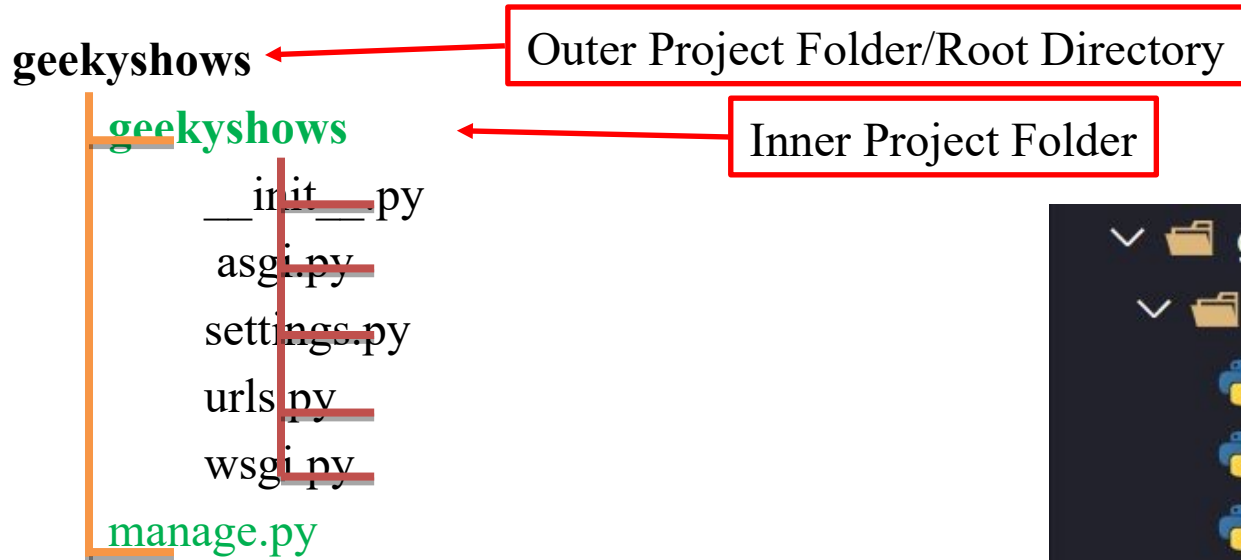 geekyshows
Outer Project Folder/Root Directory
geekyshows
Inner Project Folder
__init__.py
asgi.py
settings.py
urls.py
wsgi.py
manage.py